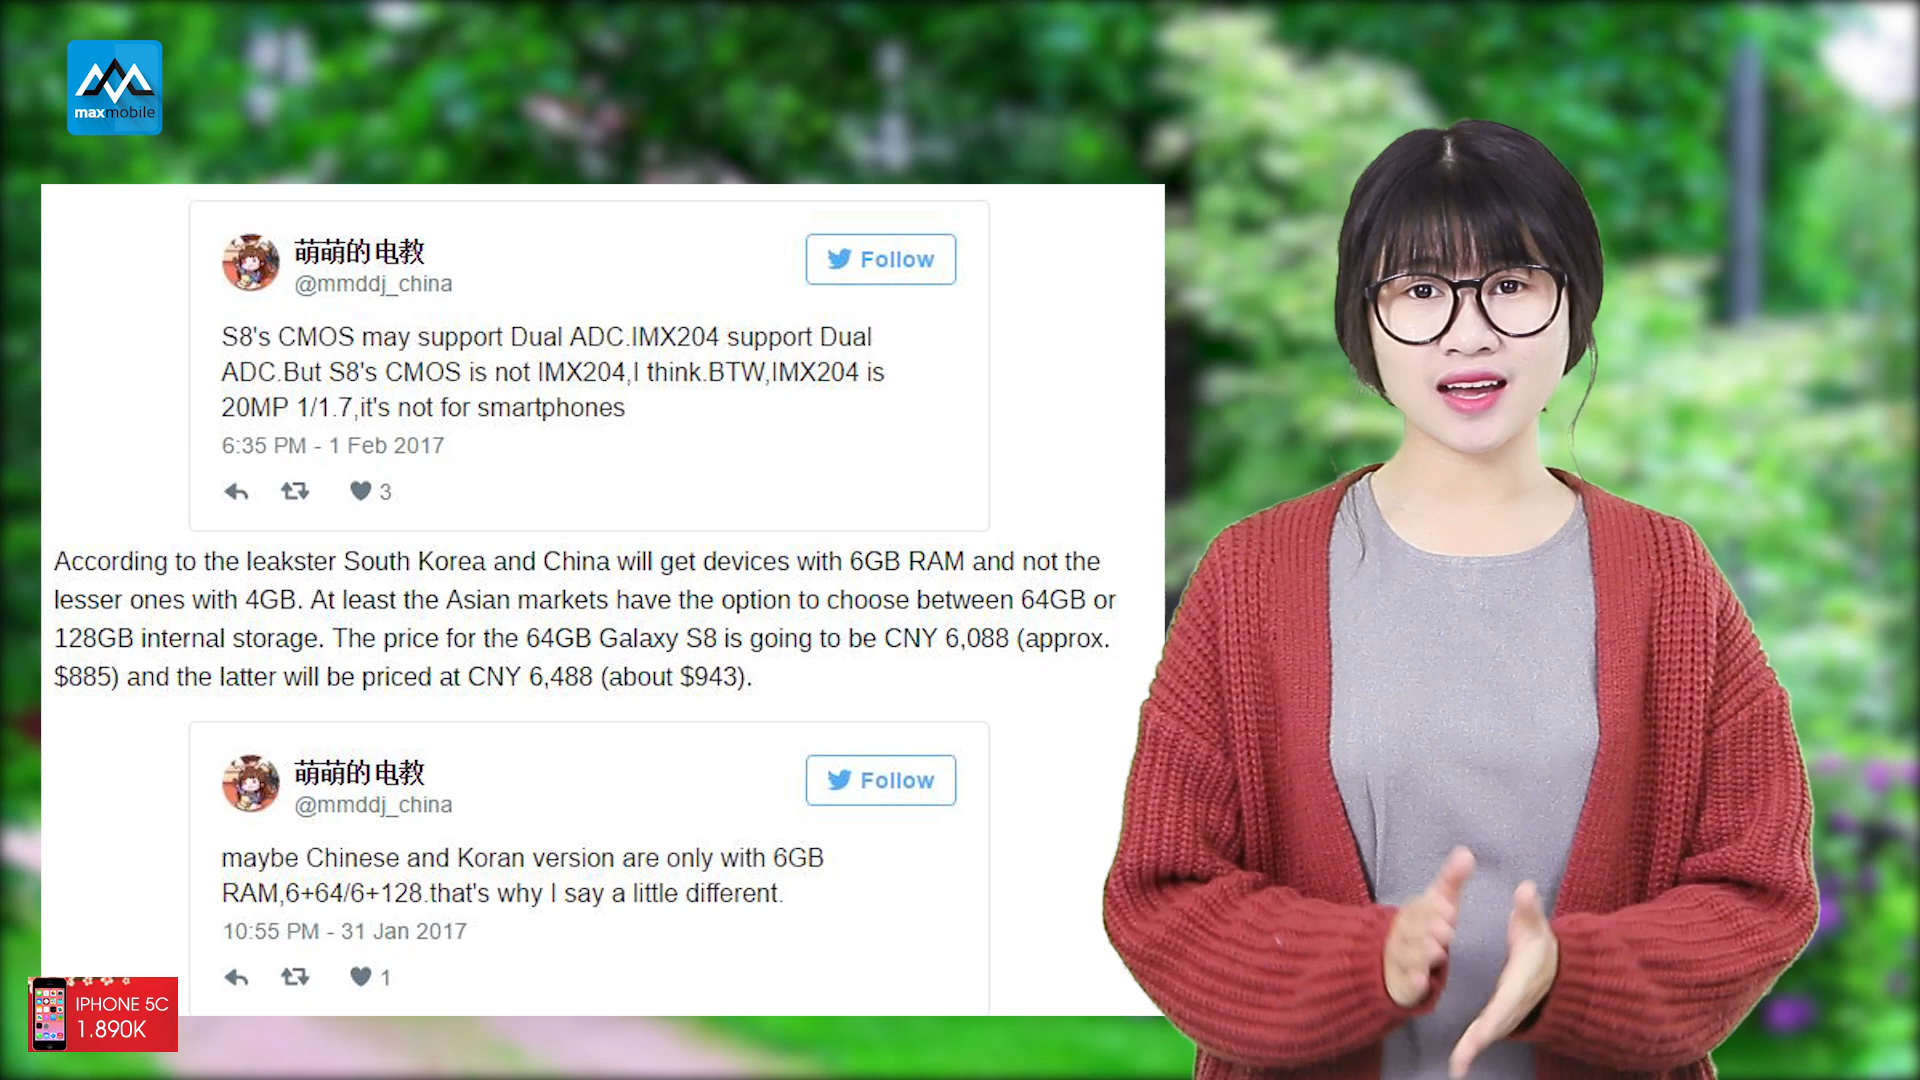 maxmobile
萌萌的电教
@mmddj_china
Follow
S8's CMOS may support Dual ADC.IMX204 support Dual
ADC.But S8's CMOS is not IMX204,I think.BTW,IMX204 is
20MP 1/1.7,it's not for smartphones
6:35 PM - 1 Feb 2017
3
According to the leakster South Korea and China will get devices with 6GB RAM and not the
lesser ones with 4GB. At least the Asian markets have the option to choose between 64GB or
128GB internal storage. The price for the 64GB Galaxy S8 is going to be CNY 6,088 (approx.
$885) and the latter will be priced at CNY 6,488 (about $943).
萌萌的电教
@mmddj_china
Follow
maybe Chinese and Koran version are only with 6GB
RAM,6+64/6+128.that's why I say a little different.
10:55 PM - 31 Jan 2017
1
IPHONE 5C
1.890K